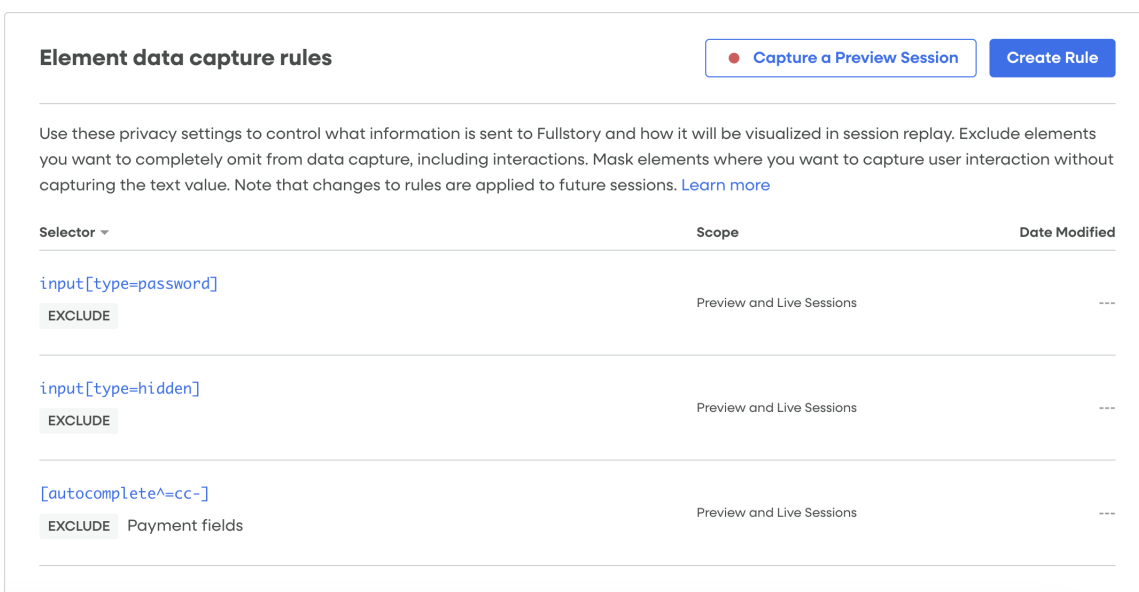 Element data capture rules
Capture a Preview Session
Create Rule
Use these privacy settings to control what information is sent to Fullstory and how it will be visualized in session replay. Exclude elements
you want to completely omit from data capture, including interactions. Mask elements where you want to capture user interaction without
capturing the text value. Note that changes to rules are applied to future sessions. Learn more
Selector Scope Date Modified
input[type=password]
EXCLUDE
Preview and Live Sessions ---
input[type=hidden]
EXCLUDE
Preview and Live Sessions ---
[autocomplete^=cc-]
EXCLUDE Payment fields
Preview and Live Sessions ---